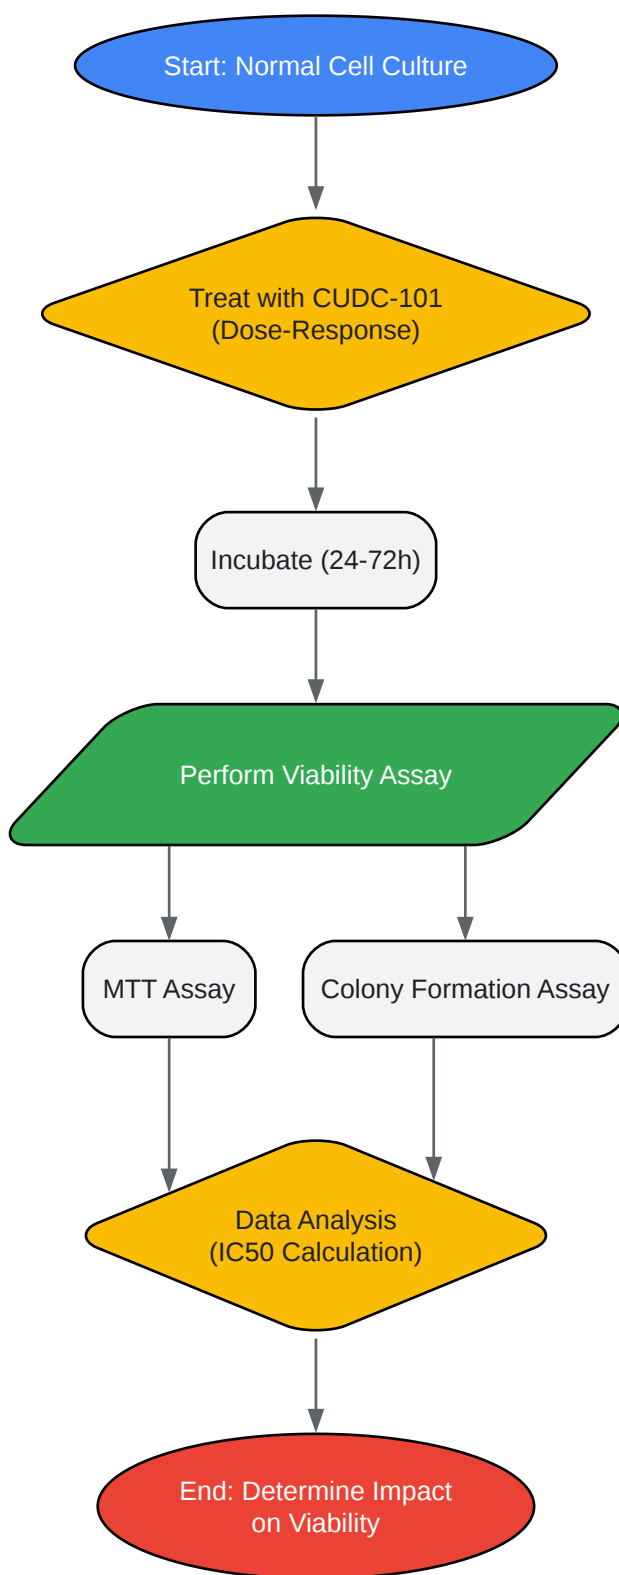 Start: Normal Cell Culture
Treat with CUDC-101
(Dose-Response)
Incubate (24-72h)
Perform Viability Assay
MTT Assay
Colony Formation Assay
Data Analysis
(IC50 Calculation)
End: Determine Impact
on Viability